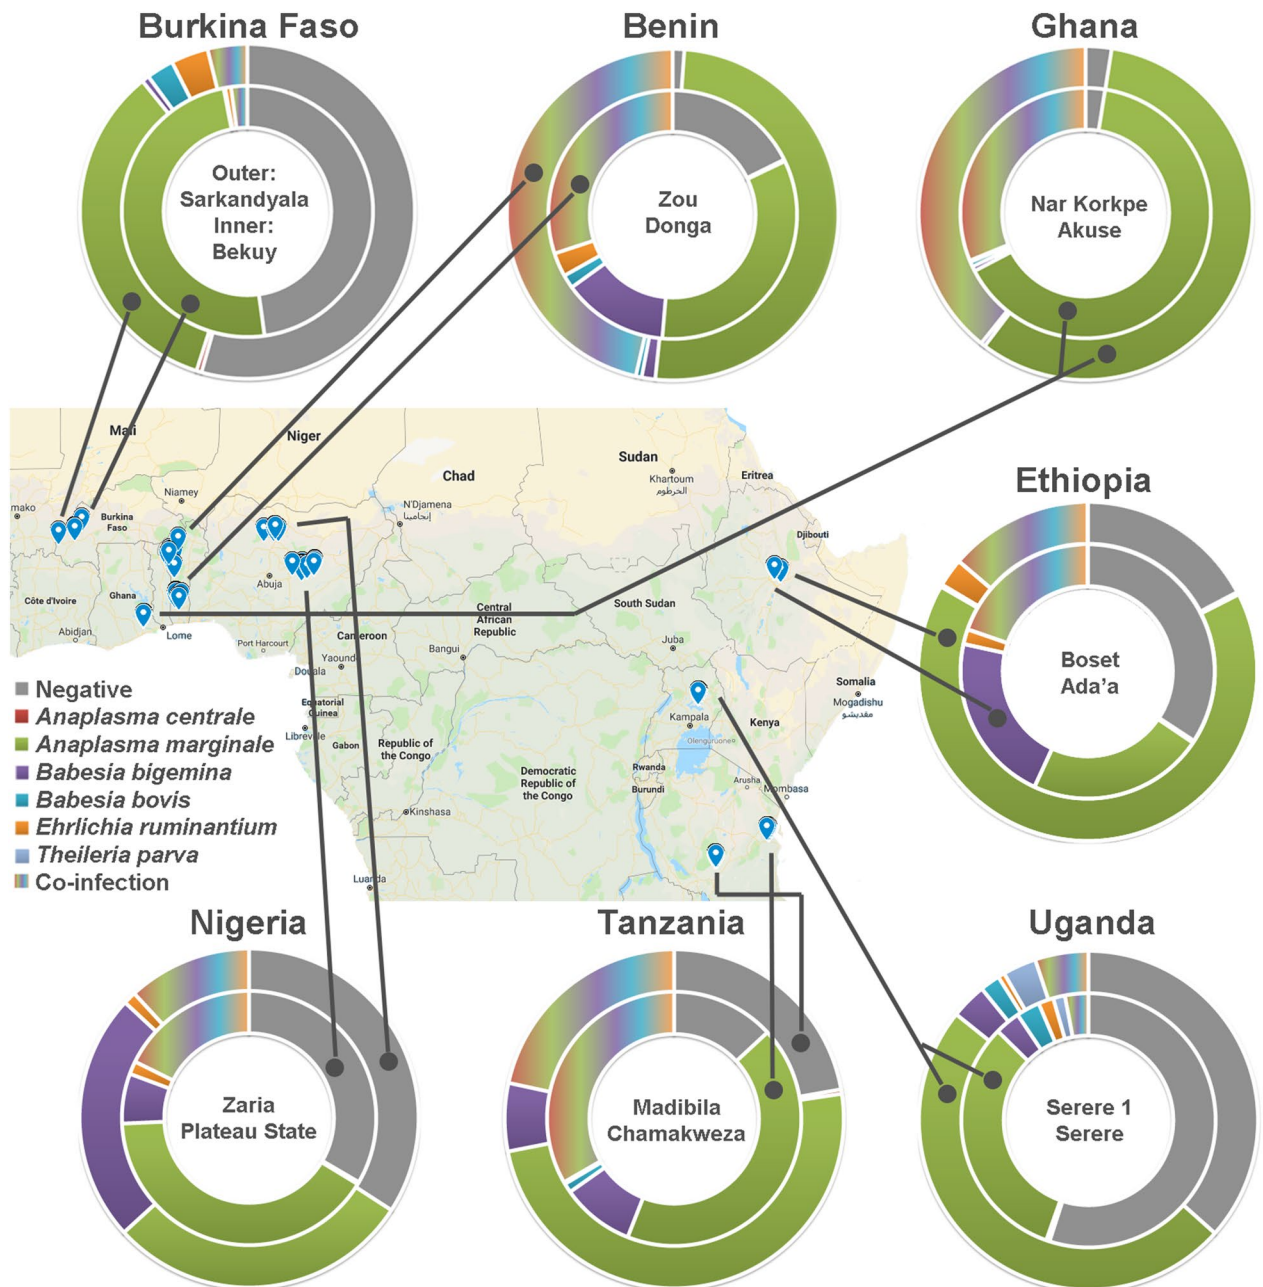 Burkina Faso
Benin
Ghana
Outer:
Sarkandyala
Inner:
Bekuy
Zou
Donga
Nar Korkpe
Akuse
Mali
Niger
Chad
Sudan
Khartoum
الخرطوم
Eritrea
Niamey
mako
Burkina
Faso
N'Djamena
إنجامينا
Djibouti
Abuja
Côte d'Ivoire
Ghana
Abidjan
Lome
Port Harcourt
Cameroon
Central
African
Republic
South Sudan
Bangui
Juba
Yaounde
Douala
Equatorial
Guinea
Libreville
Gabon
Republic of
the Congo
Democratic
Republic of
the Congo
Kinshasa
Luanda
Kampala
Kenya
Olenguruone
Rwanda
Burundi
Arusha
Mombasa
Somalia
Mogadishu
مقديشو
Ethiopia
Boset
Ada'a
Negative
Anaplasma centrale
Anaplasma marginale
Babesia bigemina
Babesia bovis
Ehrlichia ruminantium
Theileria parva
Co-infection
Nigeria
Tanzania
Uganda
Zaria
Plateau State
Madibila
Chamakweza
Serere 1
Serere